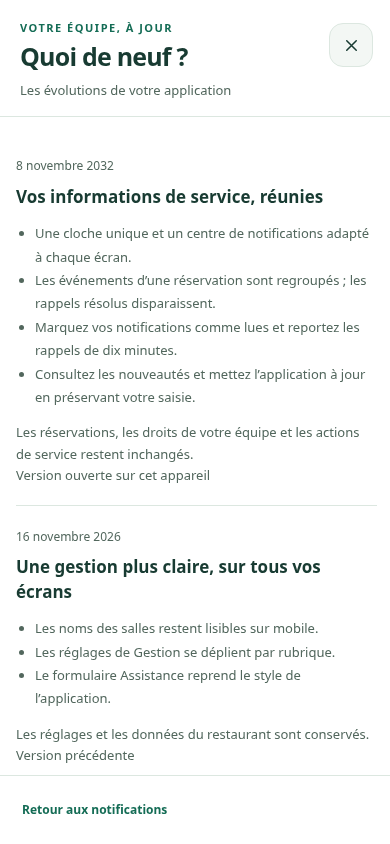 VOTRE ÉQUIPE, À JOUR
Quoi de neuf ?
Les évolutions de votre application
8 novembre 2032
Vos informations de service, réunies
Une cloche unique et un centre de notifications adapté
à chaque écran.
Les événements d’une réservation sont regroupés ; les
rappels résolus disparaissent.
Marquez vos notifications comme lues et reportez les
rappels de dix minutes.
Consultez les nouveautés et mettez l’application à jour
en préservant votre saisie.
Les réservations, les droits de votre équipe et les actions
de service restent inchangés.
Version ouverte sur cet appareil
16 novembre 2026
Une gestion plus claire, sur tous vos
écrans
Les noms des salles restent lisibles sur mobile.
Les réglages de Gestion se déplient par rubrique.
Le formulaire Assistance reprend le style de
l’application.
Les réglages et les données du restaurant sont conservés.
Version précédente
Retour aux notifications